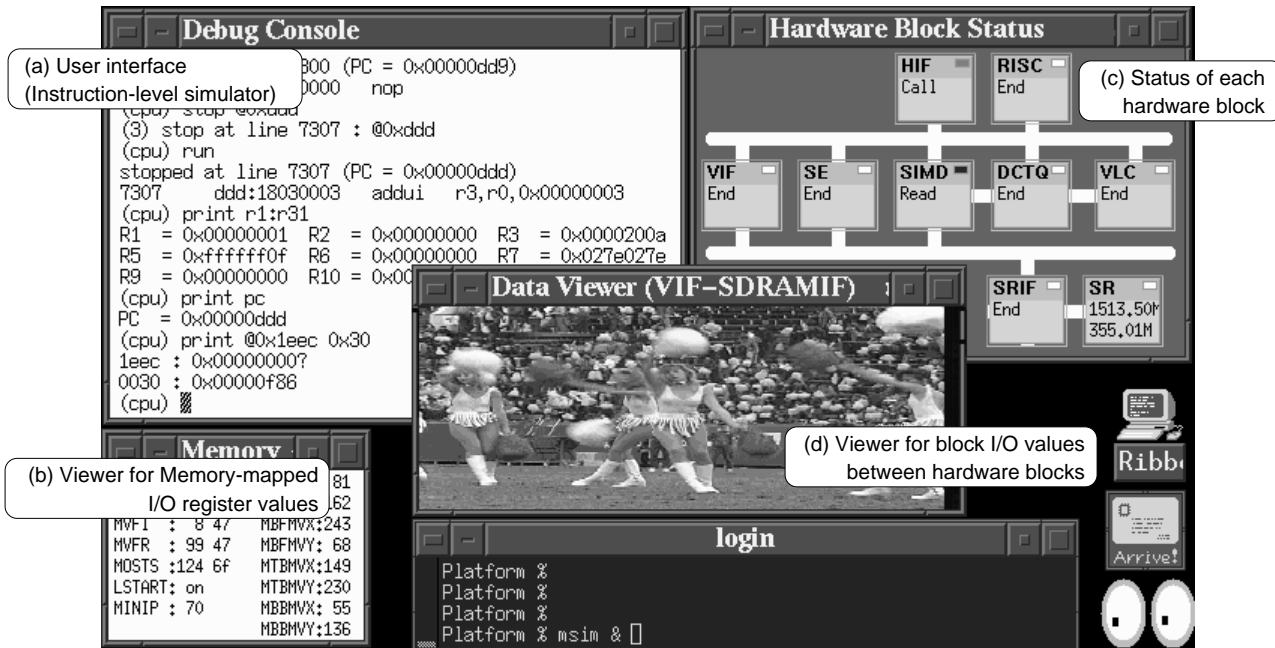 Debug Console
(a) User interface
(Instruction-level simulator)
300 (PC = 0x00000dd9)
0000 nop
(cpu) stop @0xddd
(3) stop at line 7307 : @0xddd
(cpu) run
stopped at line 7307 (PC = 0x00000ddd)
7307 ddd:18030003 addui r3,r0,0x00000003
(cpu) print r1:r31
R1 = 0x00000001 R2 = 0x00000000 R3 = 0x0000200a
R5 = 0xffffff0f R6 = 0x00000000 R7 = 0x027e027e
R9 = 0x00000000 R10 = 0x00
(cpu) print pc
PC = 0x00000ddd
(cpu) print @0x1eec 0x30
1eec : 0x00000000?
0030 : 0x00000f86
(cpu)
Hardware Block Status
HIF
Call
RISC
End
(c) Status of each
hardware block
VIF
End
SE
End
SIMD
Read
DCTQ
End
VLC
End
SRIF
End
SR
1513.50M
355.01M
Data Viewer (VIF-SDRAMIF)
(d) Viewer for block I/O values
between hardware blocks
Memory
(b) Viewer for Memory-mapped
I/O register values
81
62
MVFI : 8 47 MBFMVX:243
MVFR : 99 47 MBFMVY: 68
MOSTS :124 6f MTBMVX:149
LSTART: on MTBMVY:230
MINIP : 70 MBBMVX: 55
MBBMVY:136
login
Platform %
Platform %
Platform %
Platform % msim &
Ribb
Arrive!